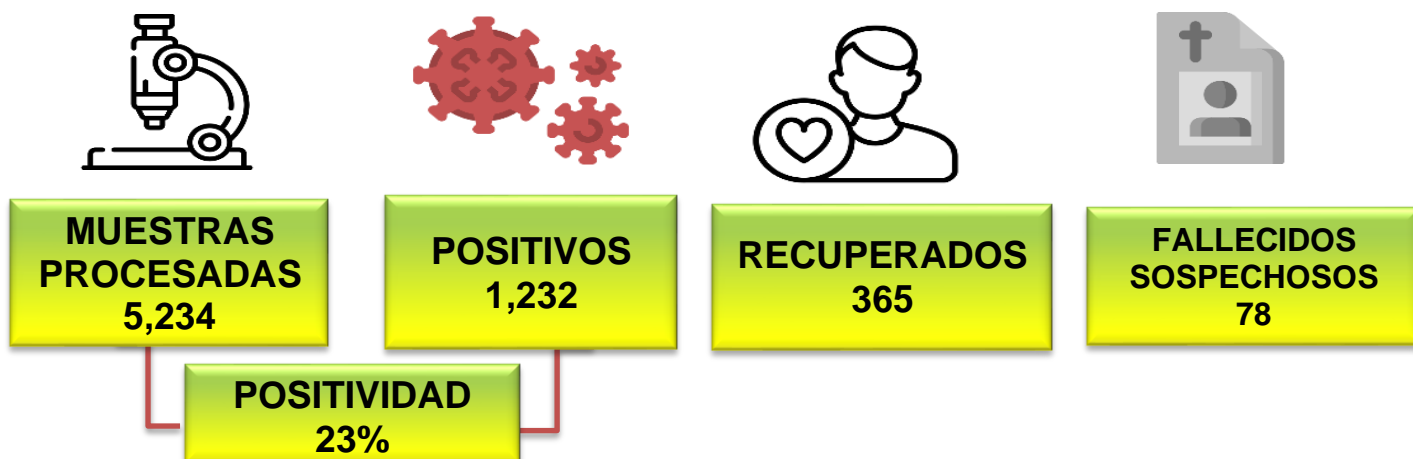 MUESTRAS
PROCESADAS
5,234
POSITIVOS
1,232
RECUPERADOS
365
FALLECIDOS
SOSPECHOSOS
78
POSITIVIDAD
23%